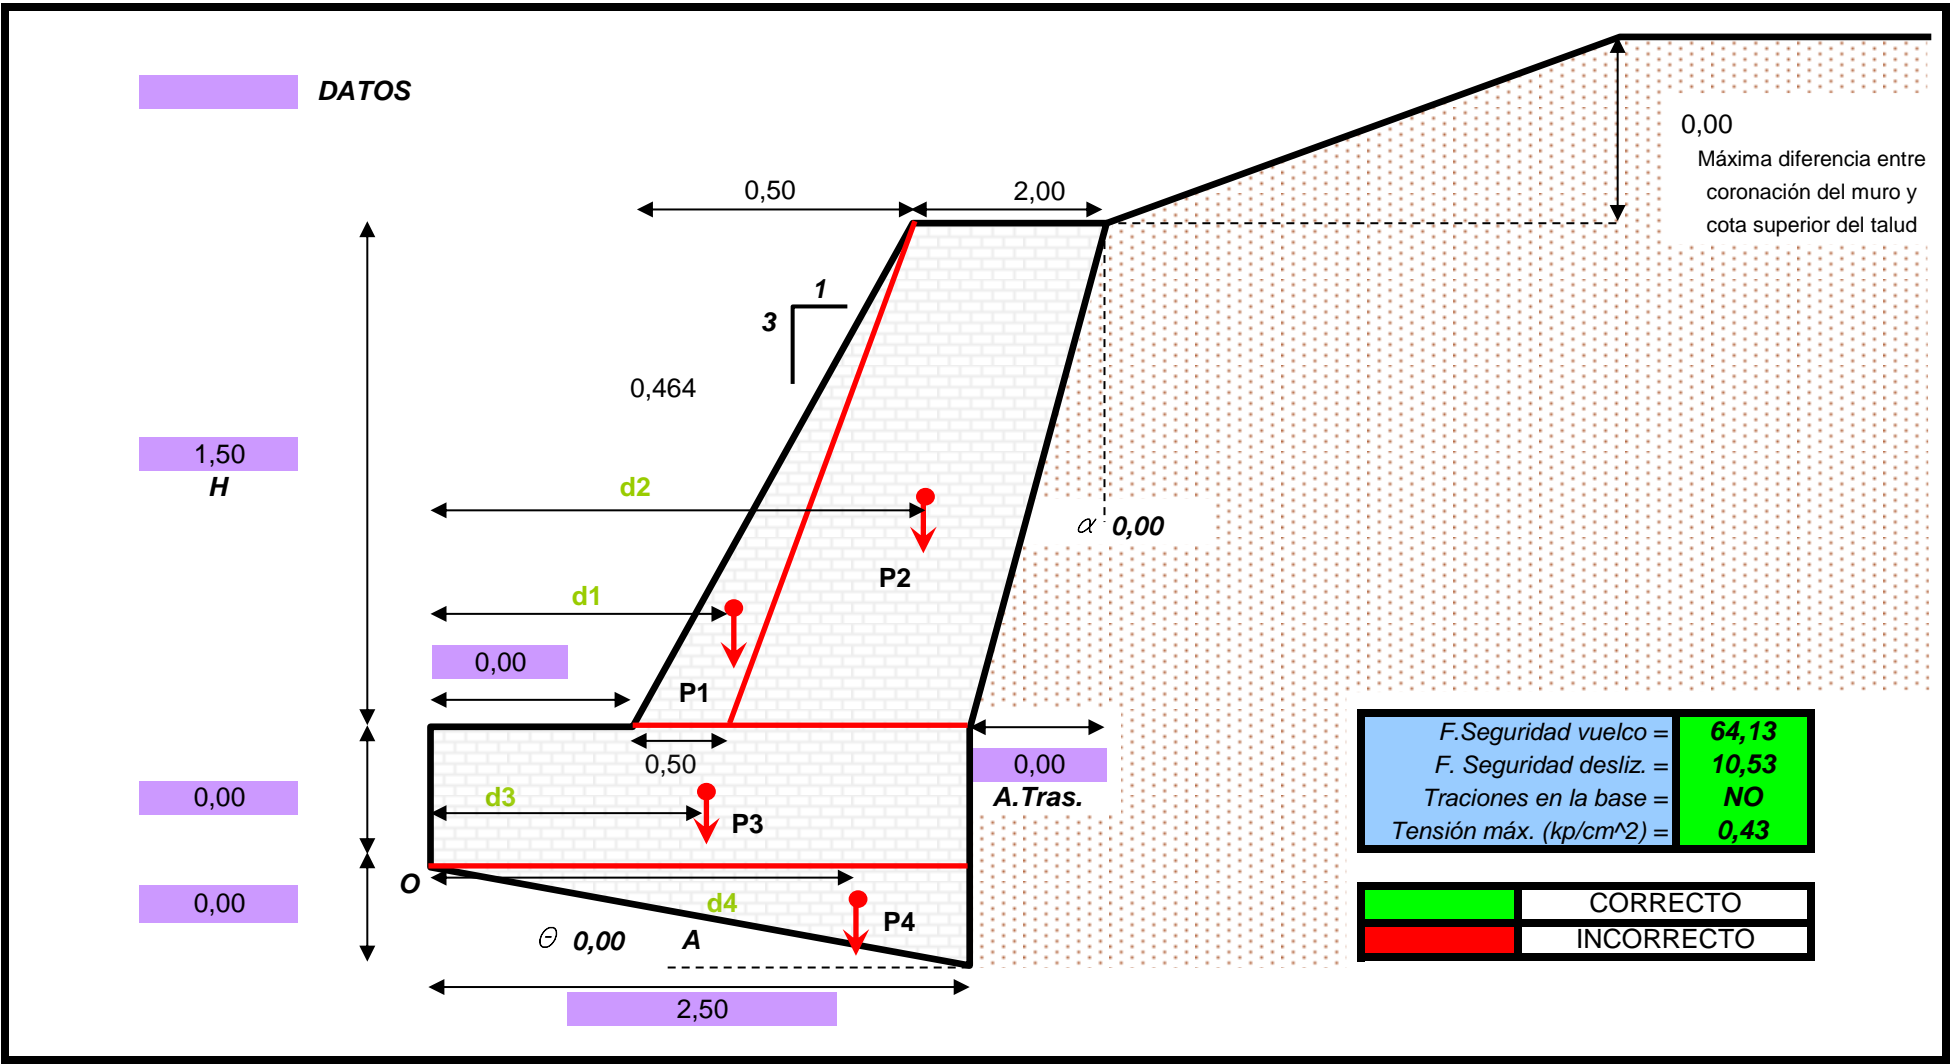 DATOS
0,00
Máxima diferencia entre
coronación del muro y
cota superior del talud
0,50
2,00
1
3
0,464
1,50
H
d2
α 0,00
P2
d1
0,00
P1
0,50
0,00
A.Tras.
F.Seguridad vuelco = 64,13
F. Seguridad desliz. = 10,53
Traciones en la base = NO
Tensión máx. (kp/cm^2) = 0,43
0,00
d3
P3
O
0,00
d4
P4
θ 0,00
A
CORRECTO
INCORRECTO
2,50